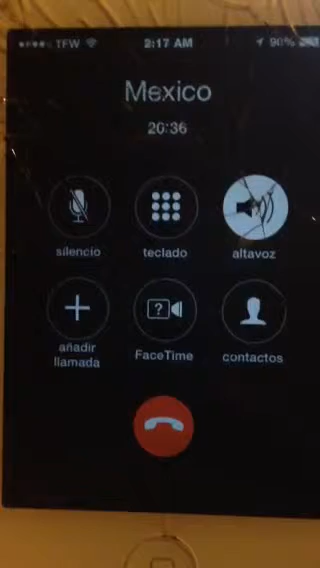 TFW 2:17 AM 90%
Mexico
20:36
silencio teclado altavoz
añadir llamada FaceTime contactos